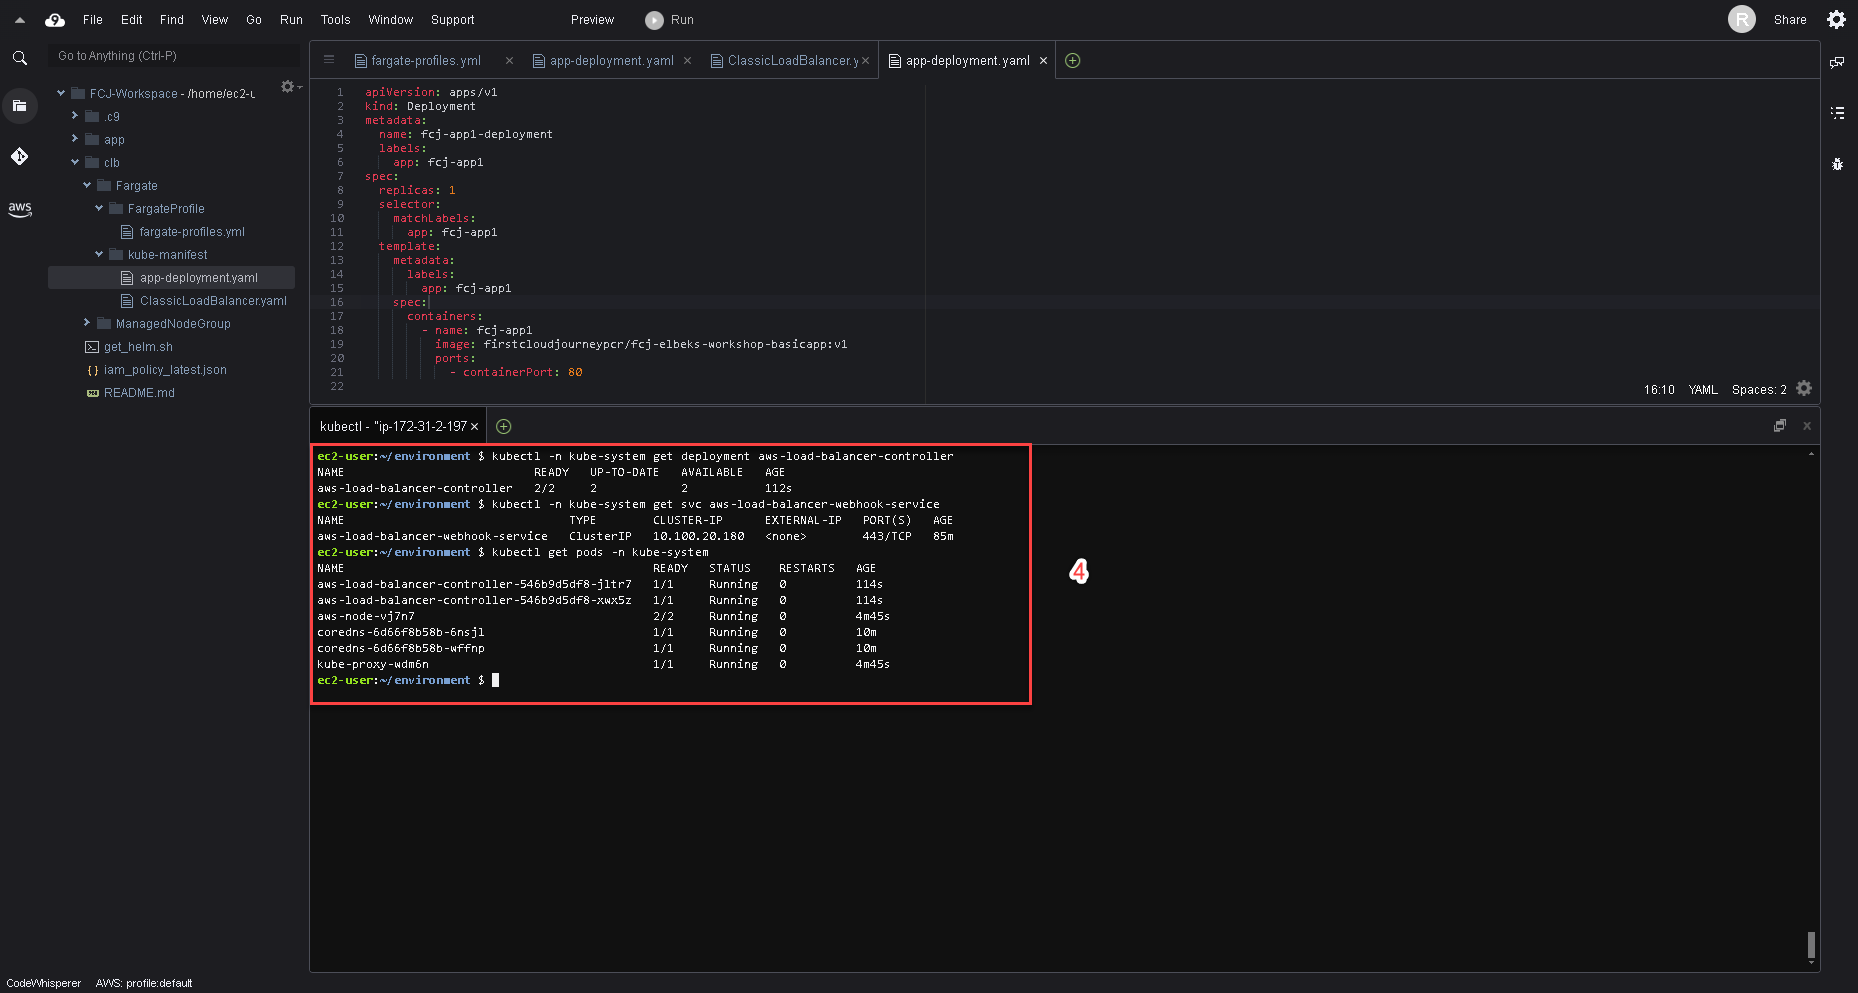 File Edit Find View Go Run Tools Window Support Preview Run R Share
Go to Anything (Ctrl-P)
FCJ-Workspace - /home/ec2-u
.c9
app
clb
Fargate
FargateProfile
fargate-profiles.yml
kube-manifest
app-deployment.yaml
ClassicLoadBalancer.yaml
ManagedNodeGroup
get_helm.sh
{ } iam_policy_latest.json
README.md
aws
fargate-profiles.yml × app-deployment.yaml × ClassicLoadBalancer.y × app-deployment.yaml ×
1 apiVersion: apps/v1
2 kind: Deployment
3 metadata:
4 name: fcj-app1-deployment
5 labels:
6 app: fcj-app1
7 spec:
8 replicas: 1
9 selector:
10 matchLabels:
11 app: fcj-app1
12 template:
13 metadata:
14 labels:
15 app: fcj-app1
16 spec:
17 containers:
18 - name: fcj-app1
19 image: firstcloudjourneypcr/fcj-elbeks-workshop-basicapp:v1
20 ports:
21 - containerPort: 80
22
16:10 YAML Spaces: 2
kubectl - "ip-172-31-2-197 ×
ec2-user:~/environment $ kubectl -n kube-system get deployment aws-load-balancer-controller
NAME READY UP-TO-DATE AVAILABLE AGE
aws-load-balancer-controller 2/2 2 2 112s
ec2-user:~/environment $ kubectl -n kube-system get svc aws-load-balancer-webhook-service
NAME TYPE CLUSTER-IP EXTERNAL-IP PORT(S) AGE
aws-load-balancer-webhook-service ClusterIP 10.100.20.180 <none> 443/TCP 85m
ec2-user:~/environment $ kubectl get pods -n kube-system
NAME READY STATUS RESTARTS AGE
aws-load-balancer-controller-546b9d5df8-jltr7 1/1 Running 0 114s
aws-load-balancer-controller-546b9d5df8-xwx5z 1/1 Running 0 114s
aws-node-vj7n7 2/2 Running 0 4m45s
coredns-6d66f8b58b-6nsjl 1/1 Running 0 10m
coredns-6d66f8b58b-wffnp 1/1 Running 0 10m
kube-proxy-wdm6n 1/1 Running 0 4m45s
ec2-user:~/environment $
4
CodeWhisperer AWS: profile:default